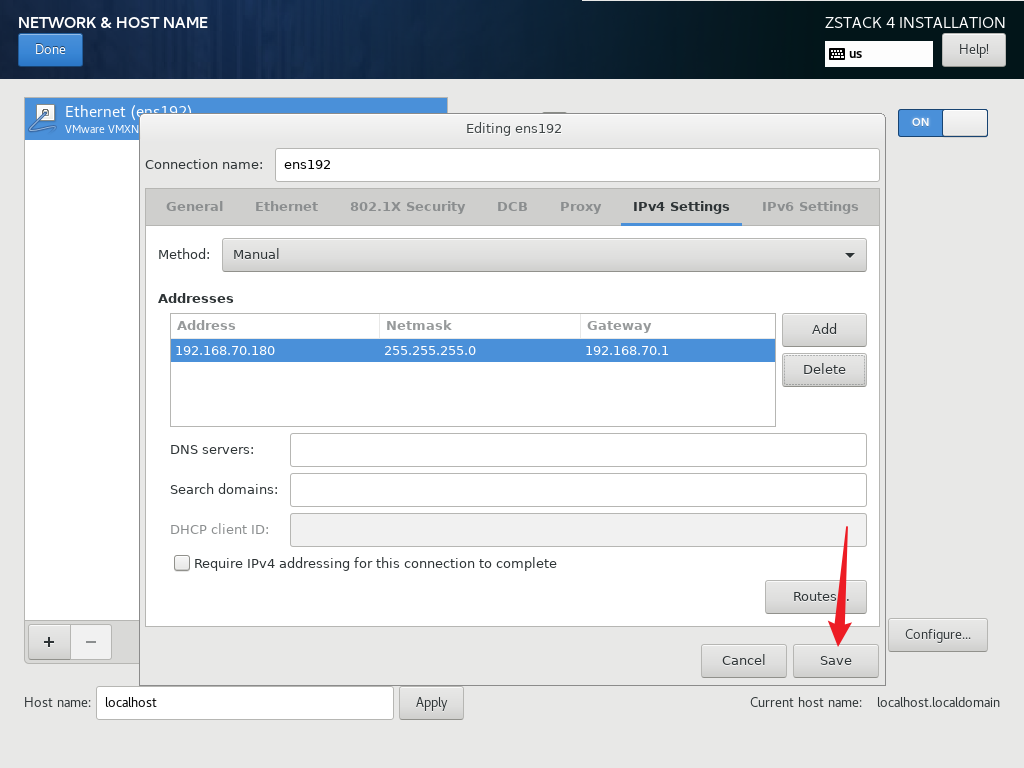 NETWORK & HOST NAME
ZSTACK 4 INSTALLATION
Done
us
Help!
Ethernet (ens192)
VMware VMXN
ON
Editing ens192
Connection name: ens192
General Ethernet 802.1X Security DCB Proxy IPv4 Settings IPv6 Settings
Method: Manual
Addresses
Address Netmask Gateway
192.168.70.180 255.255.255.0 192.168.70.1
Add
Delete
DNS servers:
Search domains:
DHCP client ID:
Require IPv4 addressing for this connection to complete
Routes…
+ −
Configure...
Cancel Save
Host name: localhost Apply
Current host name: localhost.localdomain